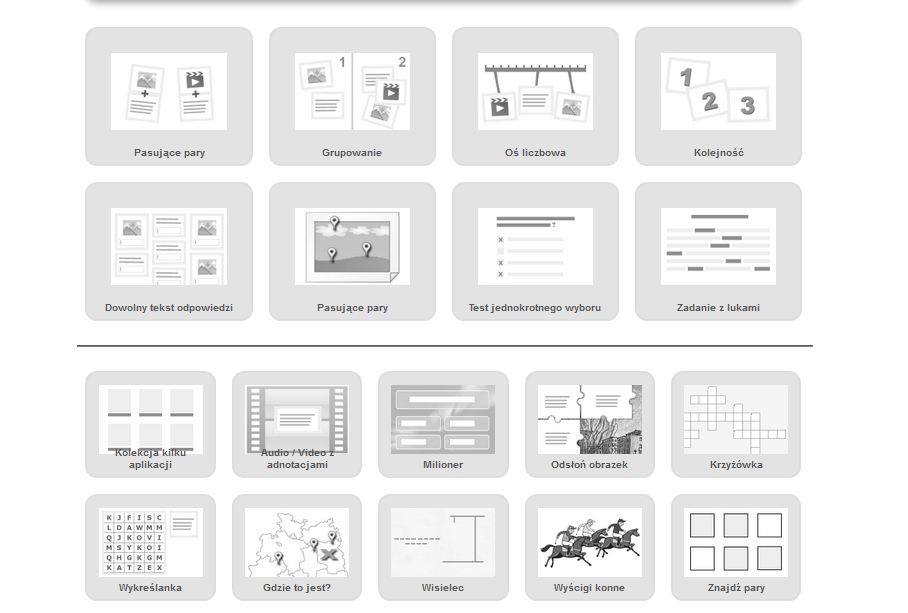 1
2
1
2
3
Pasujące pary
Grupowanie
Oś liczbowa
Kolejność
?
X
X
X
Dowolny tekst odpowiedzi
Pasujące pary
Test jednokrotnego wyboru
Zadanie z lukami
Kolekcja kilku
aplikacji
Audio / Video z
adnotacjami
Milioner
Odsłoń obrazek
Krzyżówka
K J F I S C
L D A W M M
Q J K O V I
M S Y K O I
Q H G K G M
K A T Z E X
Wykreślanka
Gdzie to jest?
Wisielec
Wyścigi konne
Znajdź pary